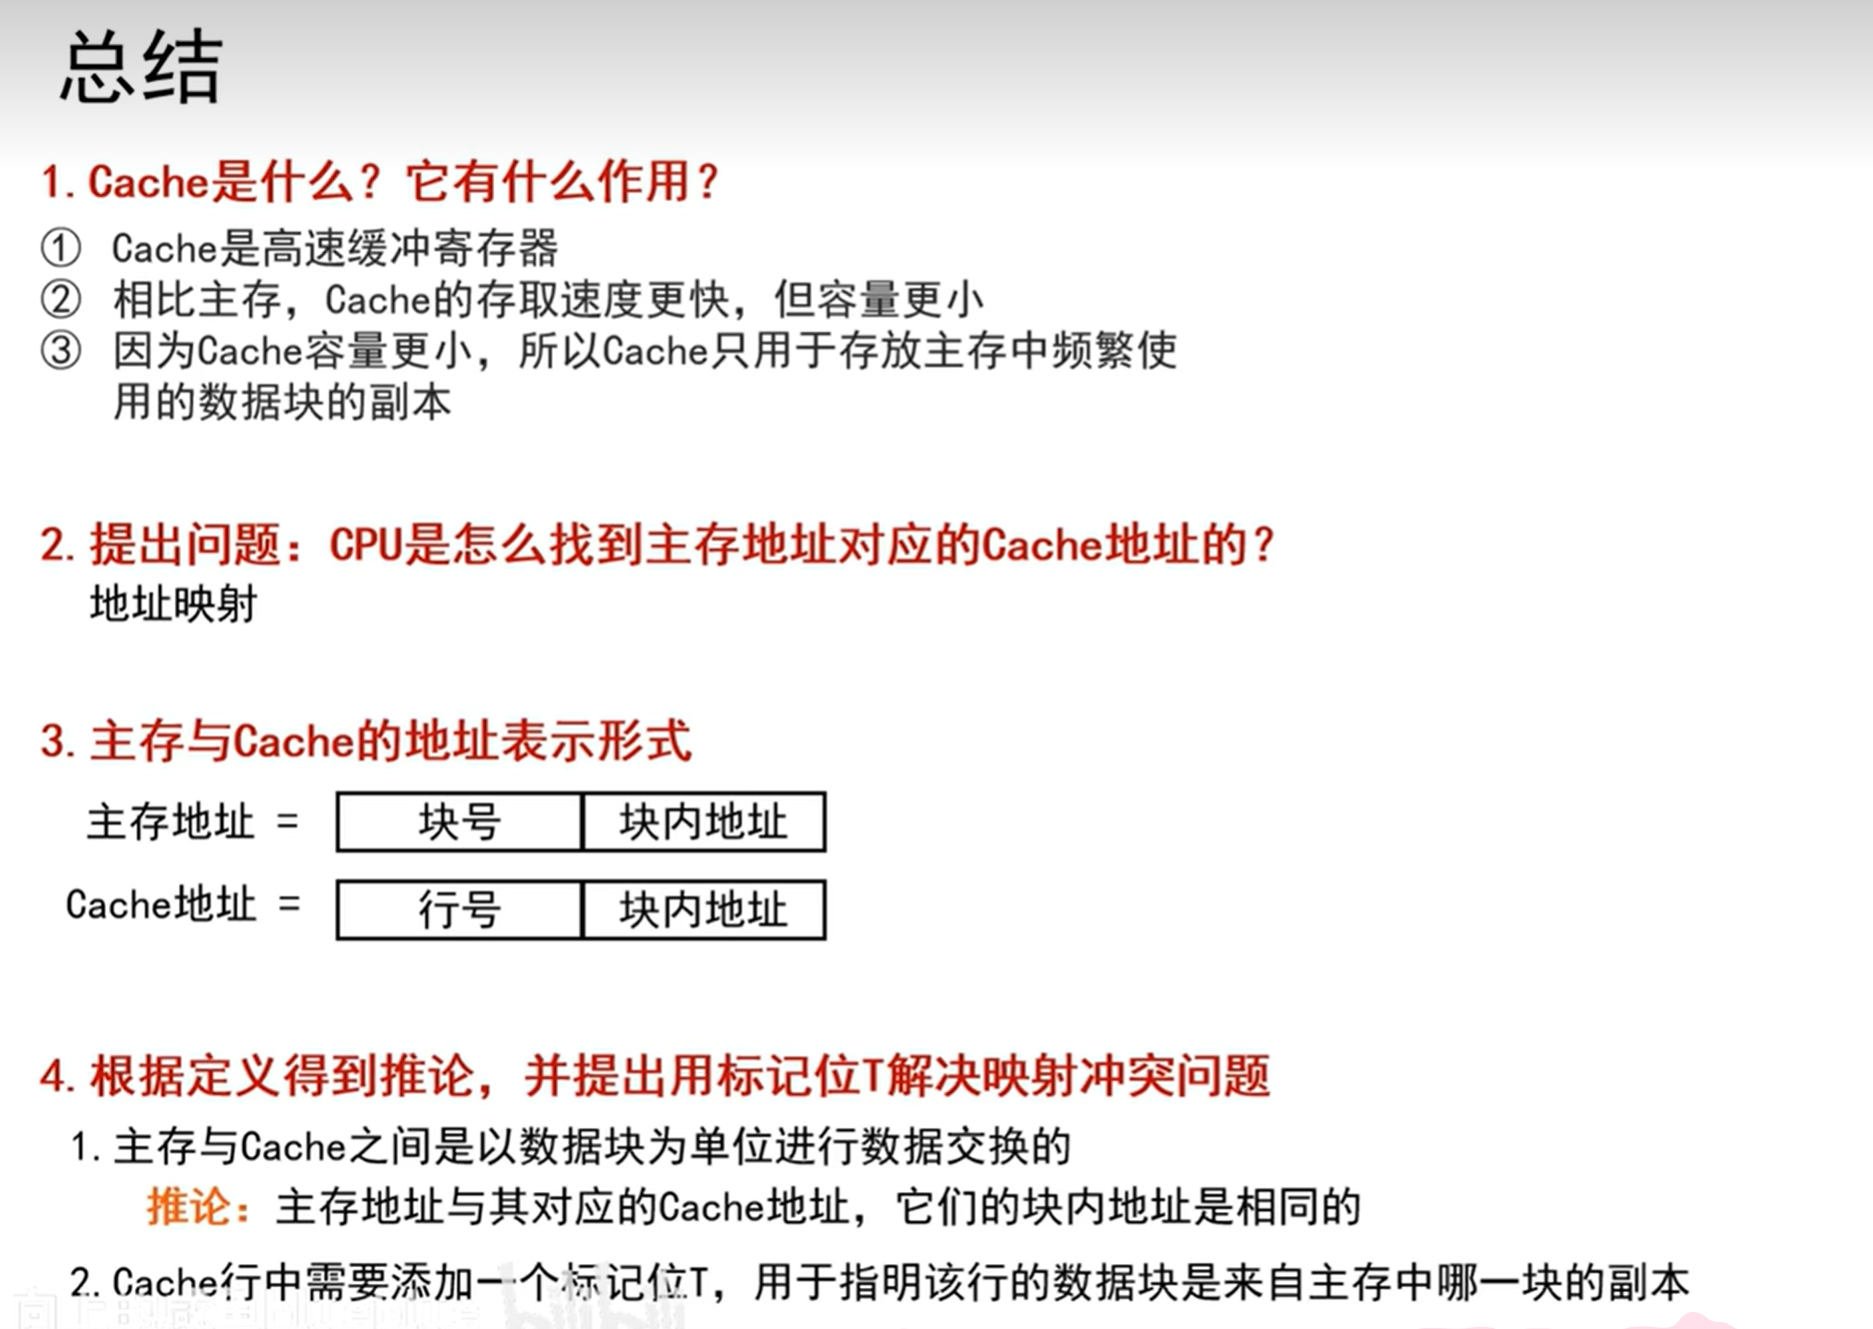 总结
1. Cache是什么？它有什么作用？
① Cache是高速缓冲寄存器
② 相比主存，Cache的存取速度更快，但容量更小
③ 因为Cache容量更小，所以Cache只用于存放主存中频繁使
用的数据块的副本
2. 提出问题：CPU是怎么找到主存地址对应的Cache地址的？
地址映射
3. 主存与Cache的地址表示形式
主存地址 = 块号 块内地址
Cache地址 = 行号 块内地址
4. 根据定义得到推论，并提出用标记位T解决映射冲突问题
1. 主存与Cache之间是以数据块为单位进行数据交换的
推论：主存地址与其对应的Cache地址，它们的块内地址是相同的
2. Cache行中需要添加一个标记位T，用于指明该行的数据块是来自主存中哪一块的副本
bilibili